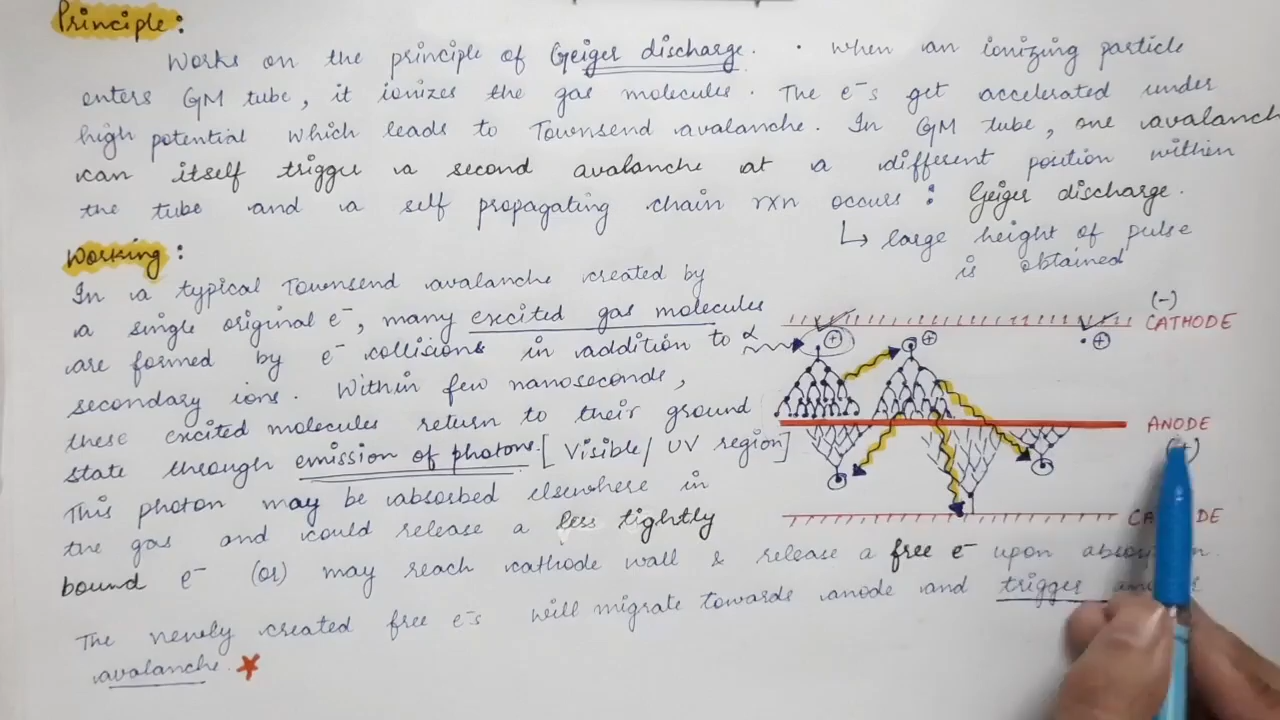 Principle:
Works on the principle of Geiger discharge. • When an ionizing particle
enters GM tube, it ionizes the gas molecules. The e⁻s get accelerated under
high potential which leads to Townsend avalanche. In GM tube, one avalanch
can itself trigger a second avalanche at a different position within
the tube and a self propagating chain rxn occurs: Geiger discharge.
↳ large height of pulse
is obtained
Working:
In a typical Townsend avalanche created by
a single original e⁻, many excited gas molecules
are formed by e⁻ collisions in addition to
secondary ions. Within few nanoseconds,
these excited molecules return to their ground
state through emission of photons. [Visible/UV region]
This photon may be absorbed elsewhere in
the gas and could release a less tightly
bound e⁻ (or) may reach cathode wall & release a free e⁻ upon
The newly created free e⁻s will migrate towards anode and trigger
avalanche. ★
(-)
CATHODE
α
+
+
+
ANODE
(+)